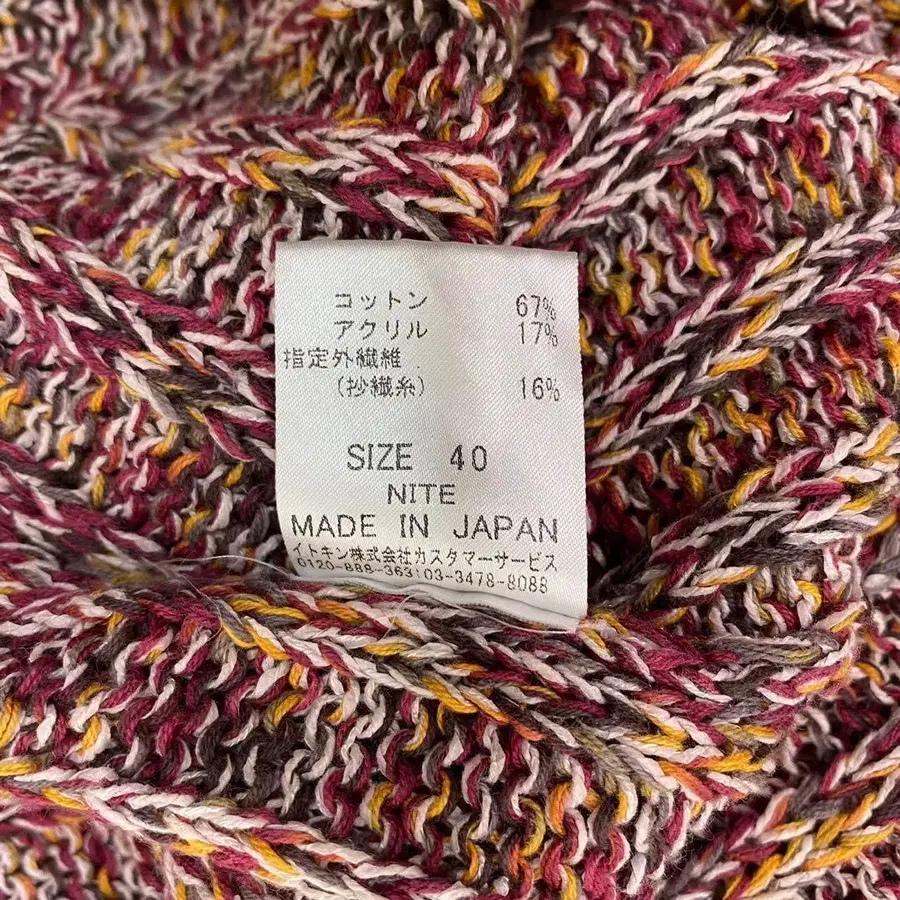 コットン 67%
アクリル 17%
指定外繊維
(抄繊糸) 16%
SIZE 40
NITE
MADE IN JAPAN
イトキン株式会社カスタマーサービス
0120-888-363:03-3478-8088